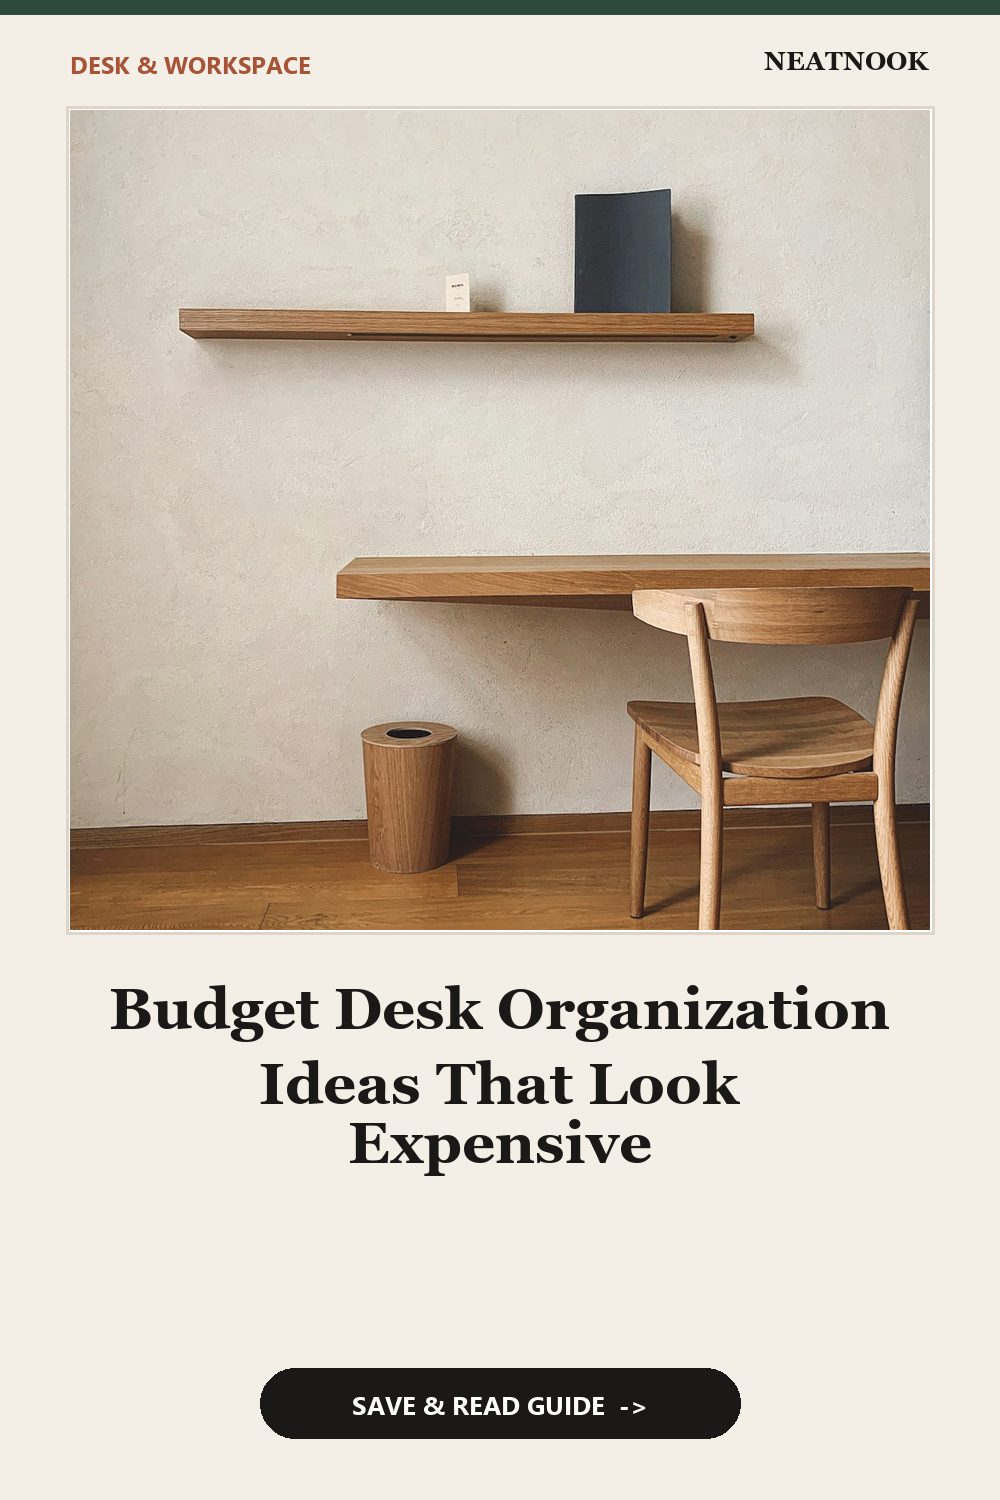 DESK & WORKSPACE
NEATNOOK
Budget Desk Organization
Ideas That Look
Expensive
SAVE & READ GUIDE ->